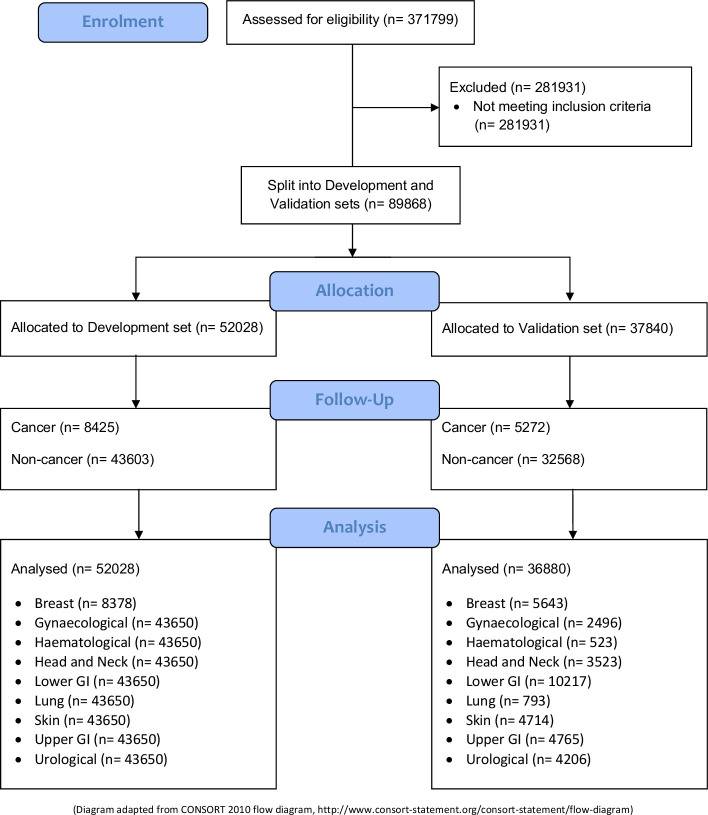 Enrolment
Assessed for eligibility (n= 371799)
Excluded (n= 281931)
• Not meeting inclusion criteria
(n= 281931)
Split into Development and
Validation sets (n= 89868)
Allocation
Allocated to Development set (n= 52028)
Allocated to Validation set (n= 37840)
Follow-Up
Cancer (n= 8425)
Non-cancer (n= 43603)
Cancer (n= 5272)
Non-cancer (n= 32568)
Analysis
Analysed (n= 52028)
• Breast (n= 8378)
• Gynaecological (n= 43650)
• Haematological (n= 43650)
• Head and Neck (n= 43650)
• Lower GI (n= 43650)
• Lung (n= 43650)
• Skin (n= 43650)
• Upper GI (n= 43650)
• Urological (n= 43650)
Analysed (n= 36880)
• Breast (n= 5643)
• Gynaecological (n= 2496)
• Haematological (n= 523)
• Head and Neck (n= 3523)
• Lower GI (n= 10217)
• Lung (n= 793)
• Skin (n= 4714)
• Upper GI (n= 4765)
• Urological (n= 4206)
(Diagram adapted from CONSORT 2010 flow diagram, http://www.consort-statement.org/consort-statement/flow-diagram)